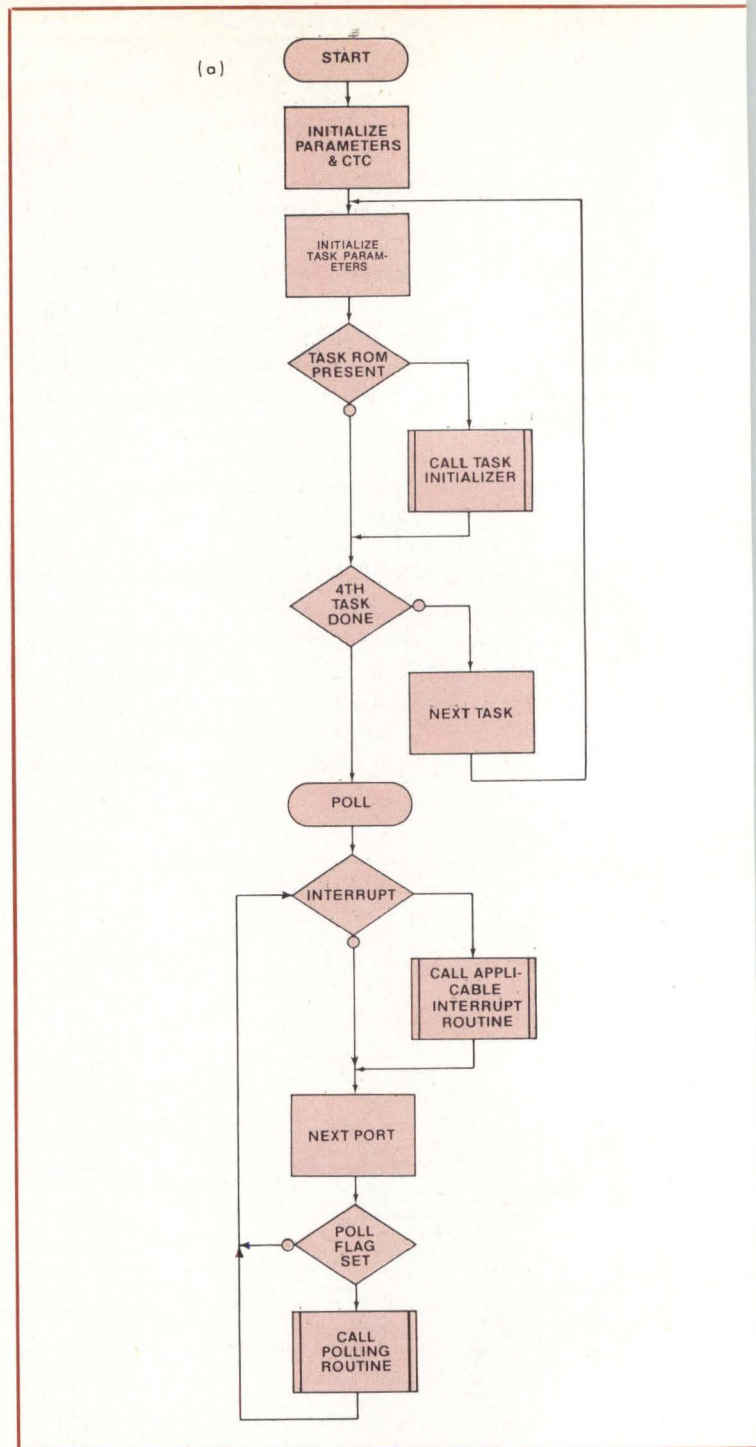 (a)
START
INITIALIZE
PARAMETERS
& CTC
INITIALIZE
TASK PARAM-
ETERS
TASK ROM
PRESENT
CALL TASK
INITIALIZER
4TH
TASK
DONE
NEXT TASK
POLL
INTERRUPT
CALL APPLI-
CABLE
INTERRUPT
ROUTINE
NEXT PORT
POLL
FLAG
SET
CALL
POLLING
ROUTINE